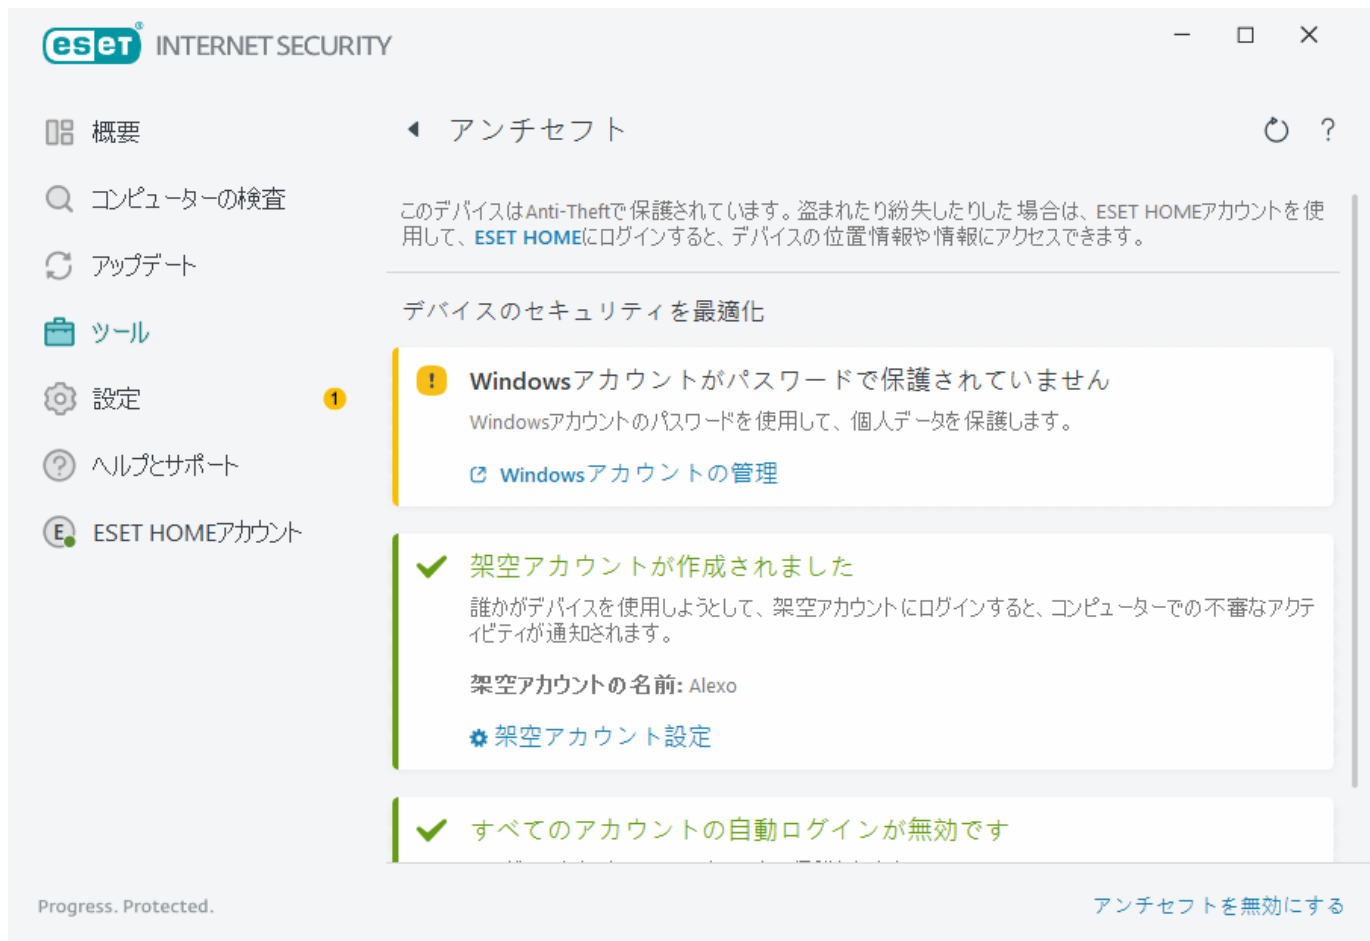 eset® INTERNET SECURITY
概要
コンピューターの検査
アップデート
ツール
設定 1
ヘルプとサポート
ESET HOMEアカウント
アンチセフト
?
このデバイスはAnti-Theftで保護されています。盗まれたり紛失したりした場合は、ESET HOMEアカウントを使
用して、ESET HOMEにログインすると、デバイスの位置情報や情報にアクセスできます。
デバイスのセキュリティを最適化
Windowsアカウントがパスワードで保護されていません
Windowsアカウントのパスワードを使用して、個人データを保護します。
Windowsアカウントの管理
架空アカウントが作成されました
誰かがデバイスを使用しようとして、架空アカウントにログインすると、コンピューターでの不審なアクテ
ィビティが通知されます。
架空アカウントの名前: Alexo
架空アカウント設定
すべてのアカウントの自動ログインが無効です
Progress. Protected.
アンチセフトを無効にする